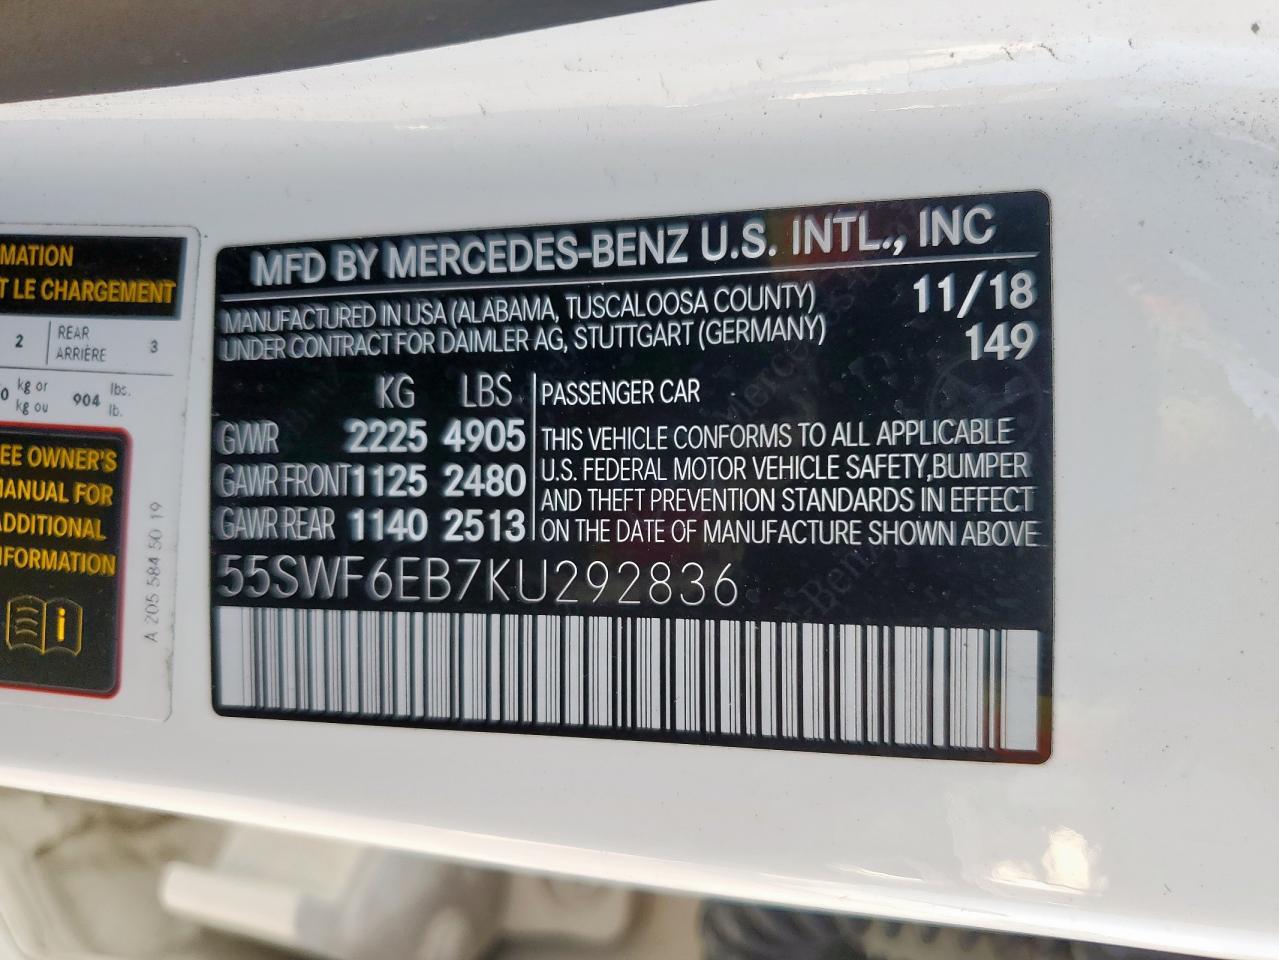 MATION
T LE CHARGEMENT
2 REAR ARRIÈRE 3
0 kg or kg ou 904 lbs. lb.
EE OWNER'S
MANUAL FOR
ADDITIONAL
NFORMATION
i
A 205 584 50 19
MFD BY MERCEDES-BENZ U.S. INTL., INC
MANUFACTURED IN USA (ALABAMA, TUSCALOOSA COUNTY) 11/18
UNDER CONTRACT FOR DAIMLER AG, STUTTGART (GERMANY) 149
KG LBS
GVWR 2225 4905
GAWR FRONT 1125 2480
GAWR REAR 1140 2513
PASSENGER CAR
THIS VEHICLE CONFORMS TO ALL APPLICABLE
U.S. FEDERAL MOTOR VEHICLE SAFETY, BUMPER
AND THEFT PREVENTION STANDARDS IN EFFECT
ON THE DATE OF MANUFACTURE SHOWN ABOVE
55SWF6EB7KU292836